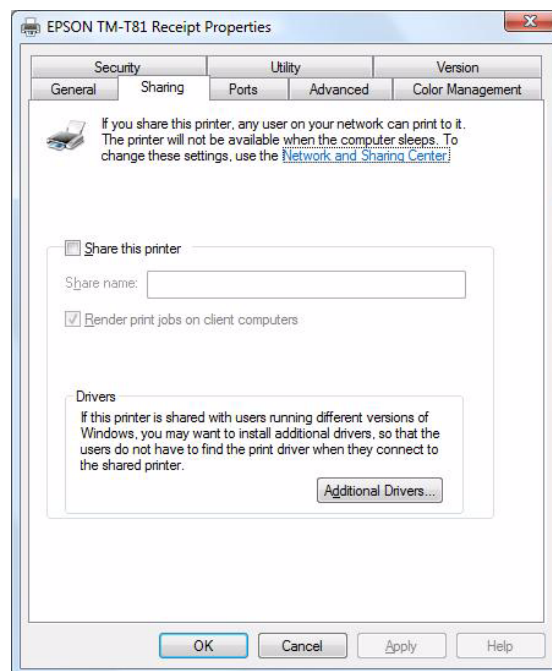 EPSON TM-T81 Receipt Properties
Security Utility Version
General Sharing Ports Advanced Color Management
If you share this printer, any user on your network can print to it.
The printer will not be available when the computer sleeps. To
change these settings, use the Network and Sharing Center.
Share this printer
Share name:
Render print jobs on client computers
Drivers
If this printer is shared with users running different versions of
Windows, you may want to install additional drivers, so that the
users do not have to find the print driver when they connect to
the shared printer.
Additional Drivers...
OK Cancel Apply Help